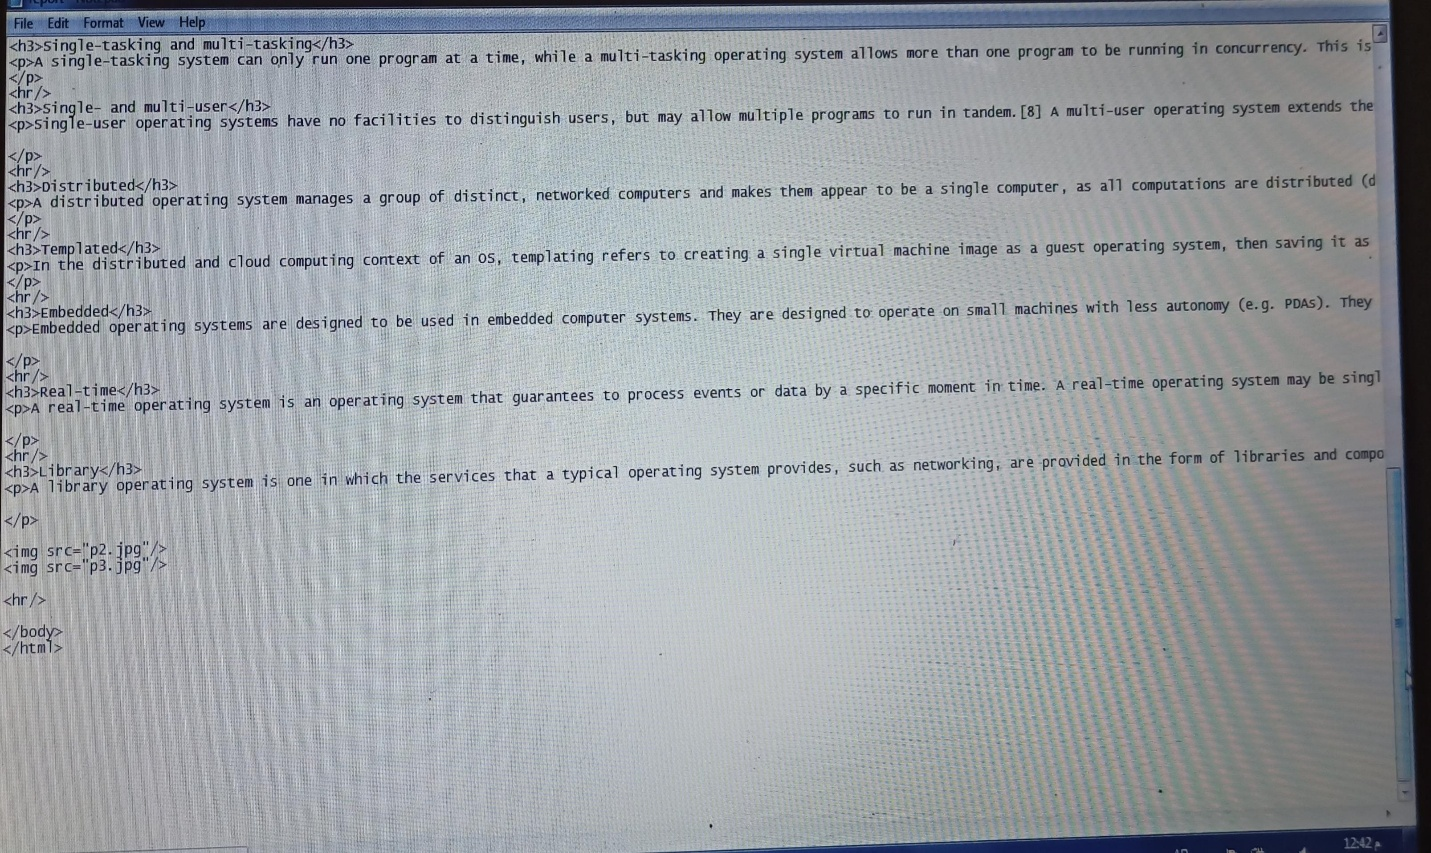 File Edit Format View Help
<h3>Single-tasking and multi-tasking</h3>
<p>A single-tasking system can only run one program at a time, while a multi-tasking operating system allows more than one program to be running in concurrency. This is
</p>
<hr/>
<h3>Single- and multi-user</h3>
<p>Single-user operating systems have no facilities to distinguish users, but may allow multiple programs to run in tandem.[8] A multi-user operating system extends the
</p>
<hr/>
<h3>Distributed</h3>
<p>A distributed operating system manages a group of distinct, networked computers and makes them appear to be a single computer, as all computations are distributed (d
</p>
<hr/>
<h3>Templated</h3>
<p>In the distributed and cloud computing context of an OS, templating refers to creating a single virtual machine image as a guest operating system, then saving it as
</p>
<hr/>
<h3>Embedded</h3>
<p>Embedded operating systems are designed to be used in embedded computer systems. They are designed to operate on small machines with less autonomy (e.g. PDAs). They
</p>
<hr/>
<h3>Real-time</h3>
<p>A real-time operating system is an operating system that guarantees to process events or data by a specific moment in time. A real-time operating system may be singl
</p>
<hr/>
<h3>Library</h3>
<p>A library operating system is one in which the services that a typical operating system provides, such as networking, are provided in the form of libraries and compo
</p>
<img src="p2.jpg"/>
<img src="p3.jpg"/>
<hr/>
</body>
</html>
12:42 م